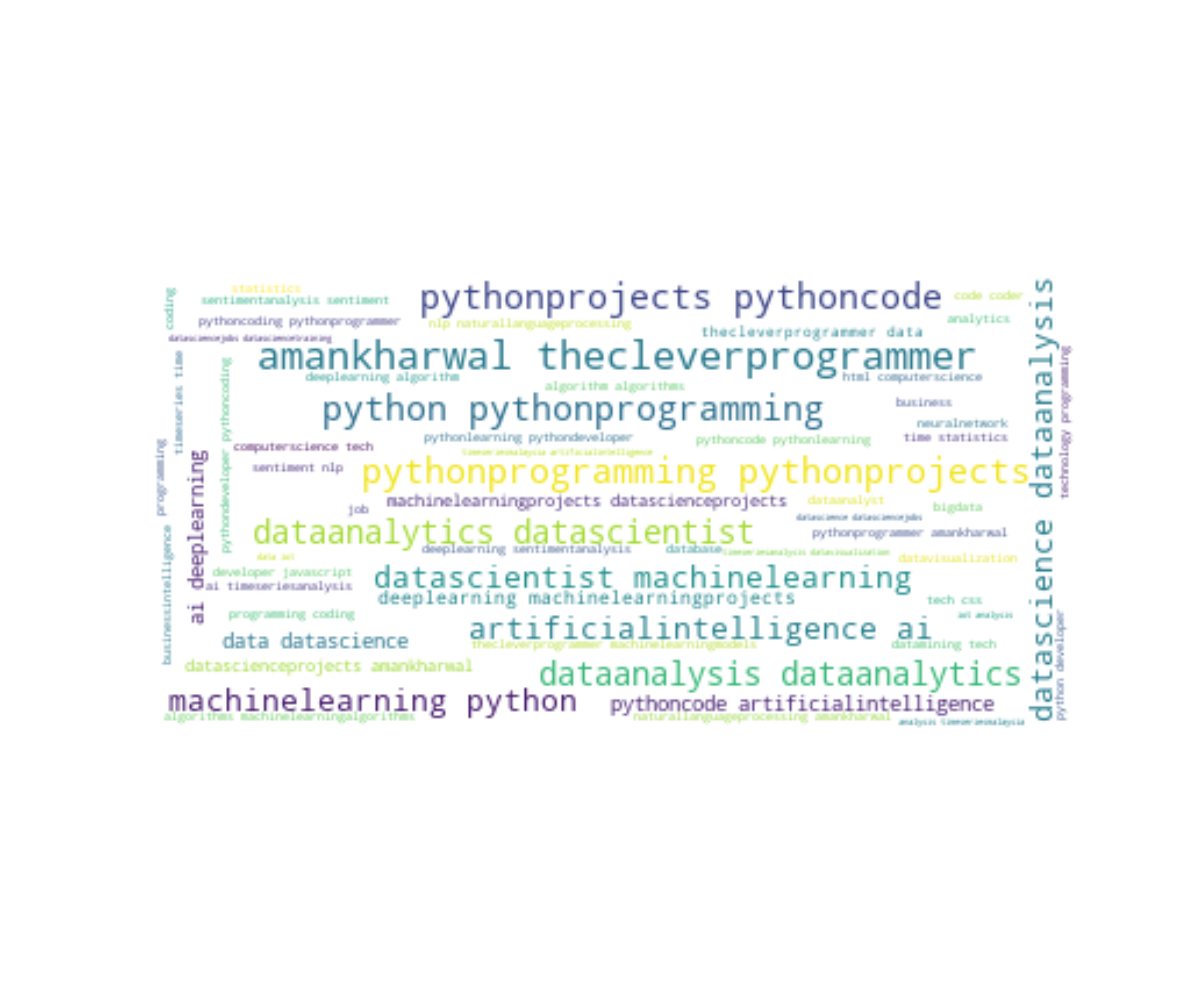 statistics
sentimentanalysis sentiment
pythonprojects pythoncode
code coder
coding
pythoncoding pythonprogrammer
nlp naturallanguageprocessing
analytics
datasciencejobs datasciencetraining
thecleverprogrammer data
amankharwal thecleverprogrammer
deeplearning algorithm
algorithm algorithms
html computerscience
timeseries time
pythondeveloper pythoncoding
python pythonprogramming
business
neuralnetwork
pythonlearning pythondeveloper
pythoncode pythonlearning
time statistics
computerscience tech
timeseriesanalaysia artificialintelligence
sentiment nlp
pythonprogramming pythonprojects
datascience dataanalysis
technology programming
programming
ai deeplearning
machinelearningprojects datascienceprojects
dataanalyst
job
bigdata
datascience datasciencejobs
dataanalytics datascientist
pythonprogrammer amankharwal
deeplearning sentimentanalysis
database
timeseriesanalysis datavisualization
datavisualization
data ai
developer javascript
datascientist machinelearning
ai timeseriesanalysis
businessintelligence
deeplearning machinelearningprojects
tech css
programming coding
artificialintelligence ai
data datascience
thecleverprogrammer machinelearningmodels
datamining tech
datascienceprojects amankharwal
dataanalysis dataanalytics
python developer
machinelearning python
pythoncode artificialintelligence
algorithms machinelearningalgorithms
naturallanguageprocessing amankharwal
analysis timeseriesanalaysia